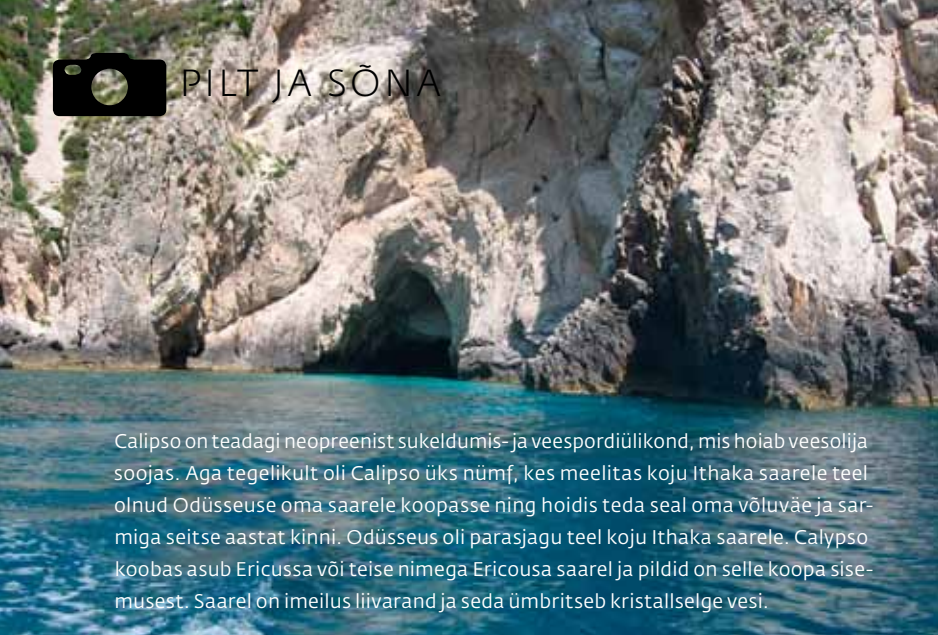 PILT JA SÕNA
Calipso on teadagi neopreenist sukeldumis- ja veespordiülikond, mis hoiab veesolija
soojas. Aga tegelikult oli Calipso üks nümf, kes meelitas koju Ithaka saarele teel
olnud Odüsseuse oma saarele koopasse ning hoidis teda seal oma võluväe ja sar-
miga seitse aastat kinni. Odüsseus oli parasjagu teel koju Ithaka saarele. Calypso
koobas asub Ericussa või teise nimega Ericousa saarel ja pildid on selle koopa sise-
musest. Saarel on imeilus liivarand ja seda ümbritseb kristallselge vesi.